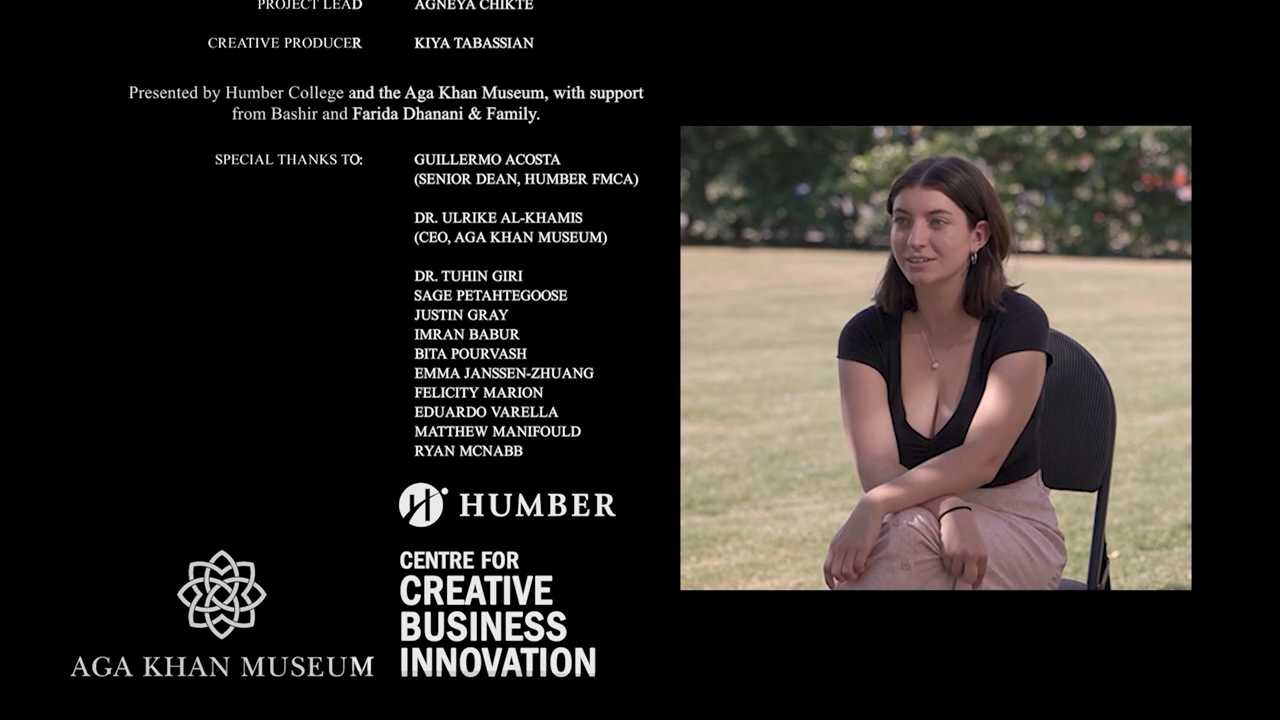 PROJECT LEAD AGNEYA CHIKTE
CREATIVE PRODUCER KIYA TABASSIAN
Presented by Humber College and the Aga Khan Museum, with support
from Bashir and Farida Dhanani & Family.
SPECIAL THANKS TO: GUILLERMO ACOSTA
(SENIOR DEAN, HUMBER FMCA)
DR. ULRIKE AL-KHAMIS
(CEO, AGA KHAN MUSEUM)
DR. TUHIN GIRI
SAGE PETAHTEGOOSE
JUSTIN GRAY
IMRAN BABUR
BITA POURVASH
EMMA JANSSEN-ZHUANG
FELICITY MARION
EDUARDO VARELLA
MATTHEW MANIFOULD
RYAN MCNABB
HUMBER
CENTRE FOR
CREATIVE
BUSINESS
INNOVATION
AGA KHAN MUSEUM